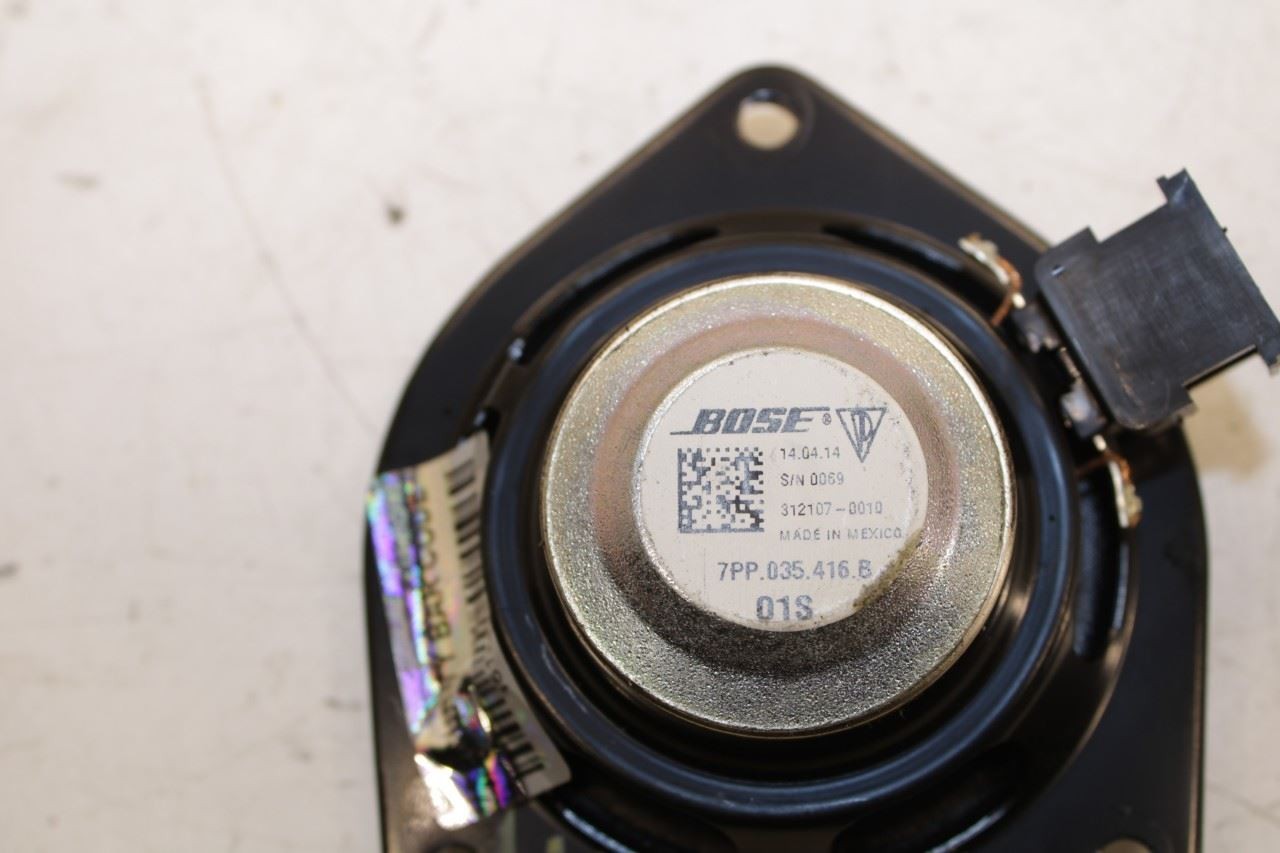 BOSE®
14.04.14
S/N 0069
312107-0010
MADE IN MEXICO
7PP.035.416.B
01S